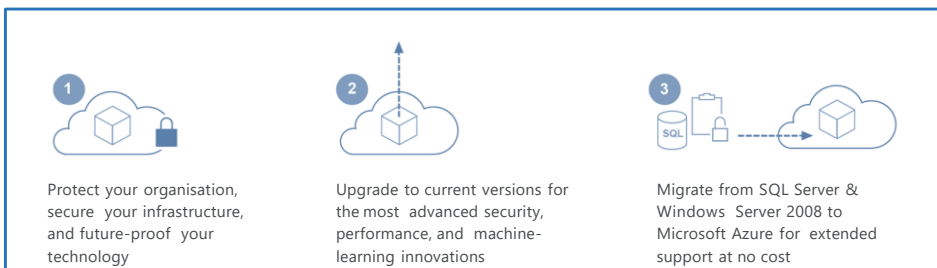 1
Protect your organisation,
secure your infrastructure,
and future-proof your
technology
2
Upgrade to current versions for
the most advanced security,
performance, and machine-
learning innovations
3
SQL
Migrate from SQL Server &
Windows Server 2008 to
Microsoft Azure for extended
support at no cost